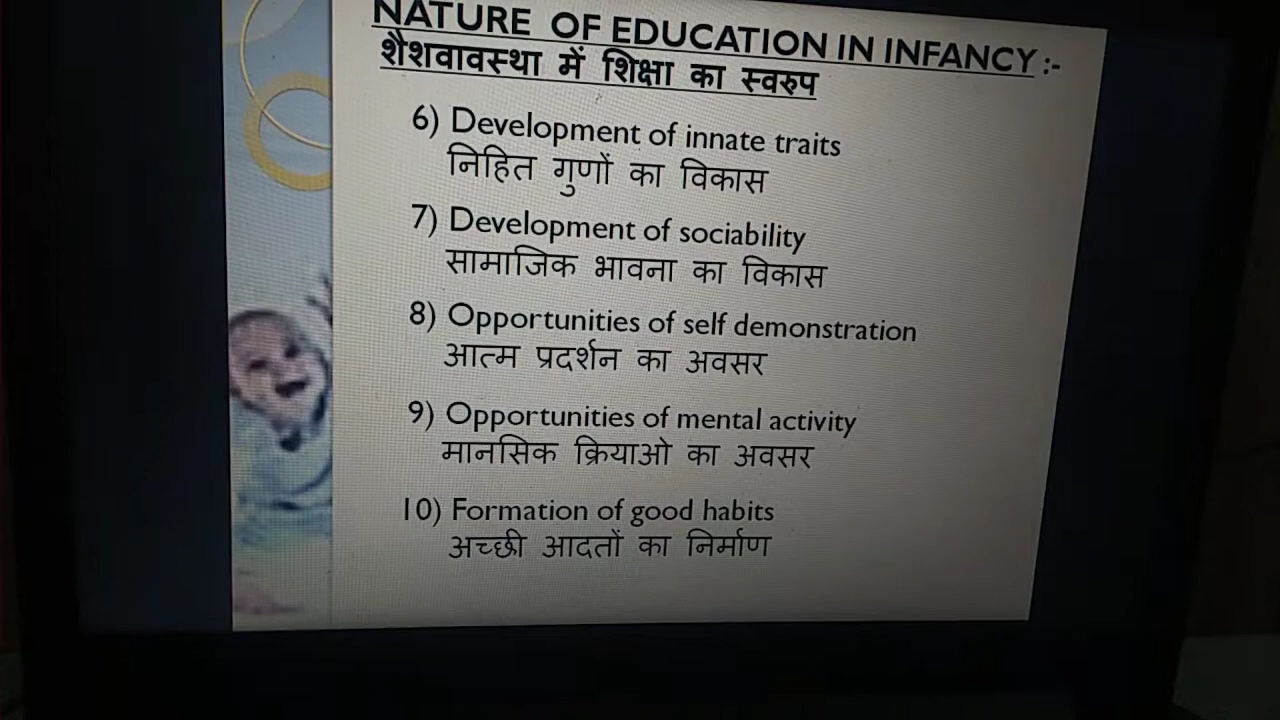 NATURE OF EDUCATION IN INFANCY :-
शैशवावस्था में शिक्षा का स्वरुप
6) Development of innate traits
निहित गुणों का विकास
7) Development of sociability
सामाजिक भावना का विकास
8) Opportunities of self demonstration
आत्म प्रदर्शन का अवसर
9) Opportunities of mental activity
मानसिक क्रियाओ का अवसर
10) Formation of good habits
अच्छी आदतों का निर्माण